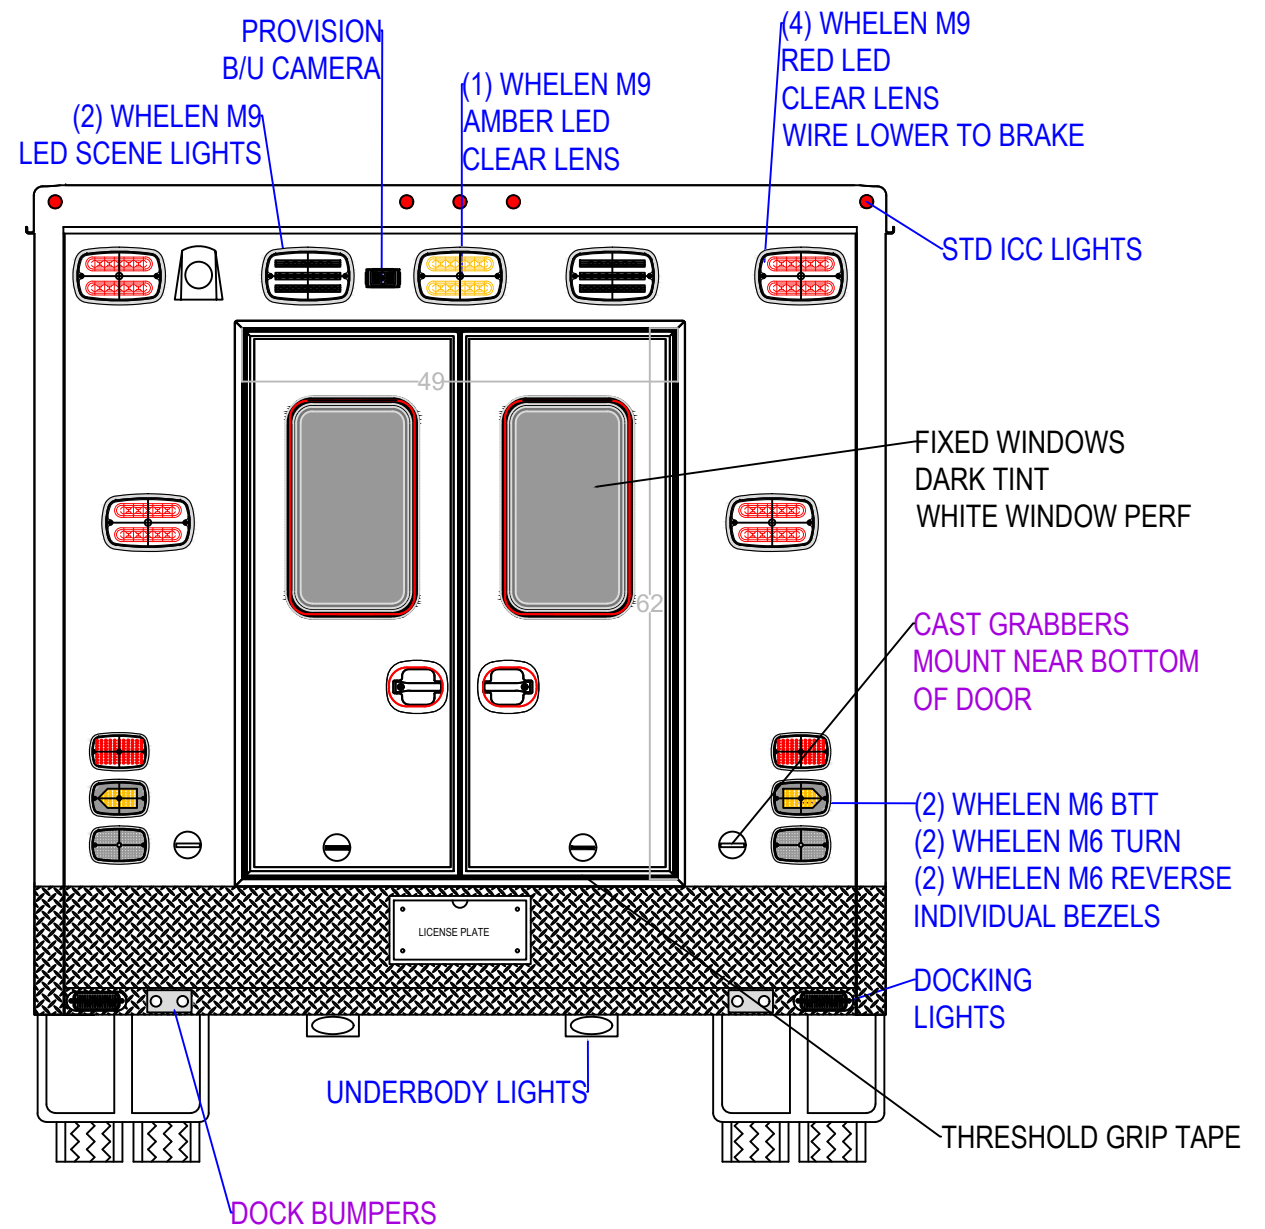 PROVISION
B/U CAMERA
(4) WHELEN M9
RED LED
CLEAR LENS
WIRE LOWER TO BRAKE
(1) WHELEN M9
AMBER LED
CLEAR LENS
(2) WHELEN M9
LED SCENE LIGHTS
STD ICC LIGHTS
49
FIXED WINDOWS
DARK TINT
WHITE WINDOW PERF
62
CAST GRABBERS
MOUNT NEAR BOTTOM
OF DOOR
(2) WHELEN M6 BTT
(2) WHELEN M6 TURN
(2) WHELEN M6 REVERSE
INDIVIDUAL BEZELS
LICENSE PLATE
DOCKING
LIGHTS
UNDERBODY LIGHTS
THRESHOLD GRIP TAPE
DOCK BUMPERS